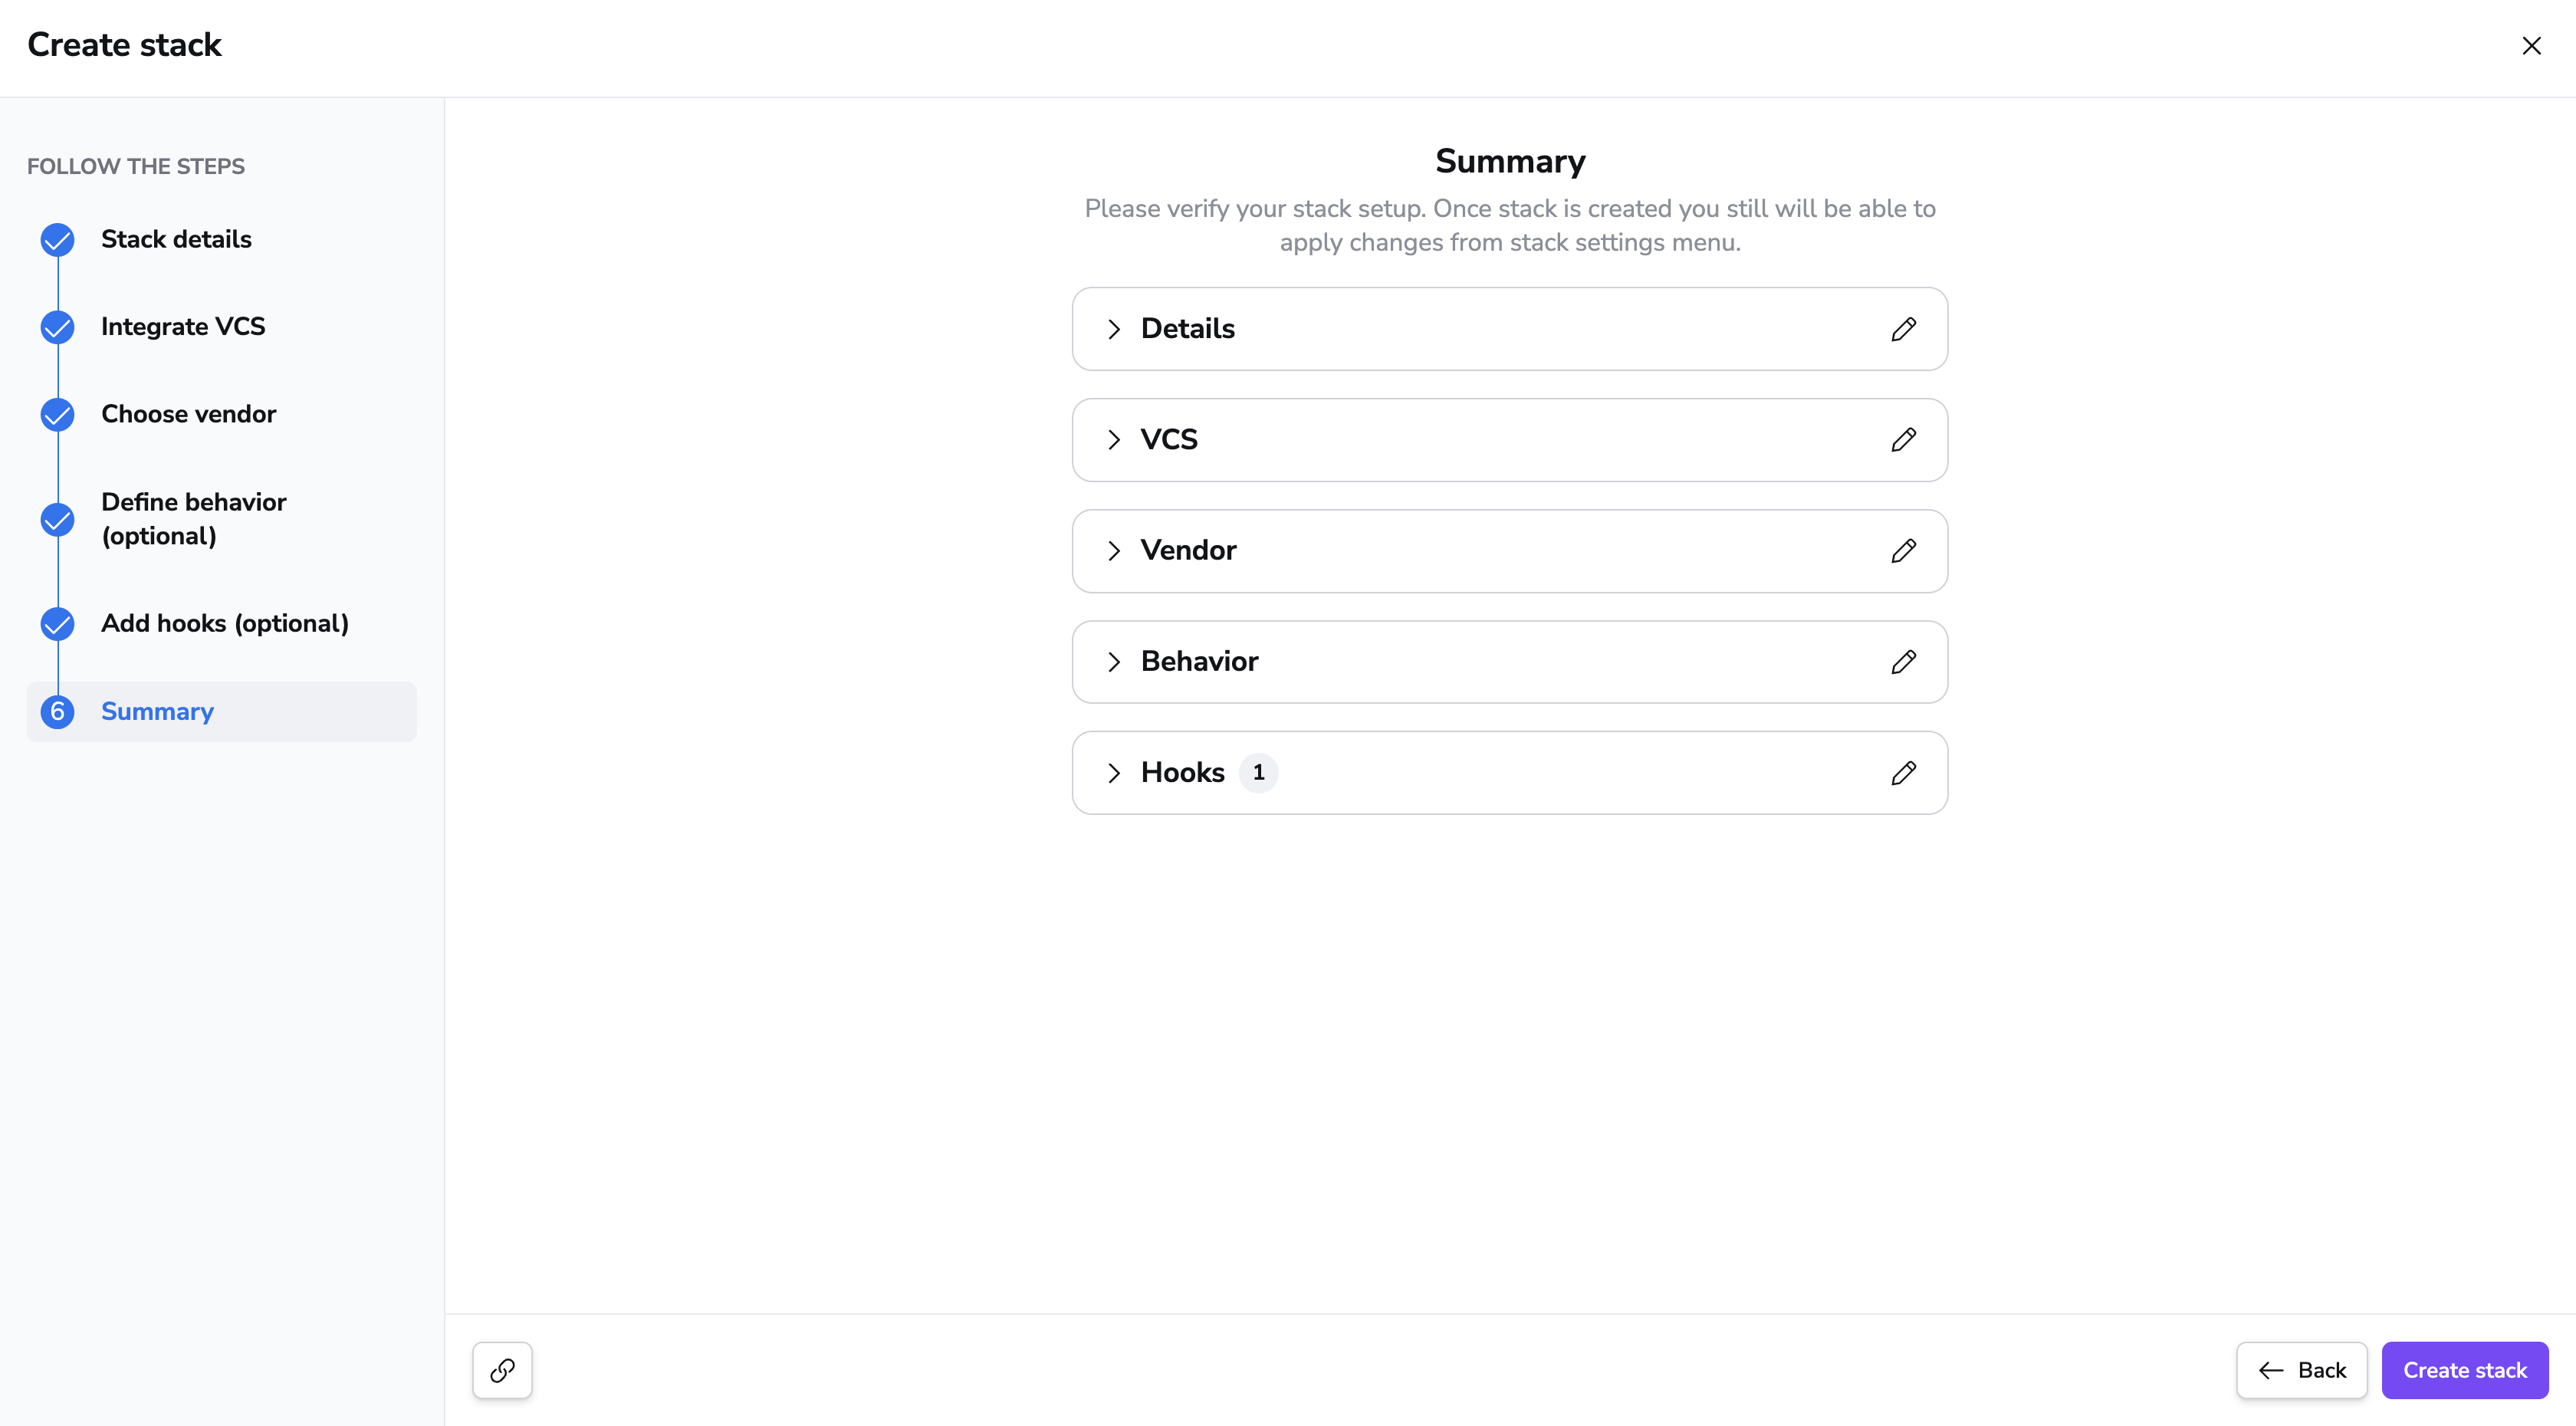 Create stack
FOLLOW THE STEPS
Stack details
Integrate VCS
Choose vendor
Define behavior
(optional)
Add hooks (optional)
6 Summary
Summary
Please verify your stack setup. Once stack is created you still will be able to
apply changes from stack settings menu.
Details
VCS
Vendor
Behavior
Hooks 1
Back
Create stack